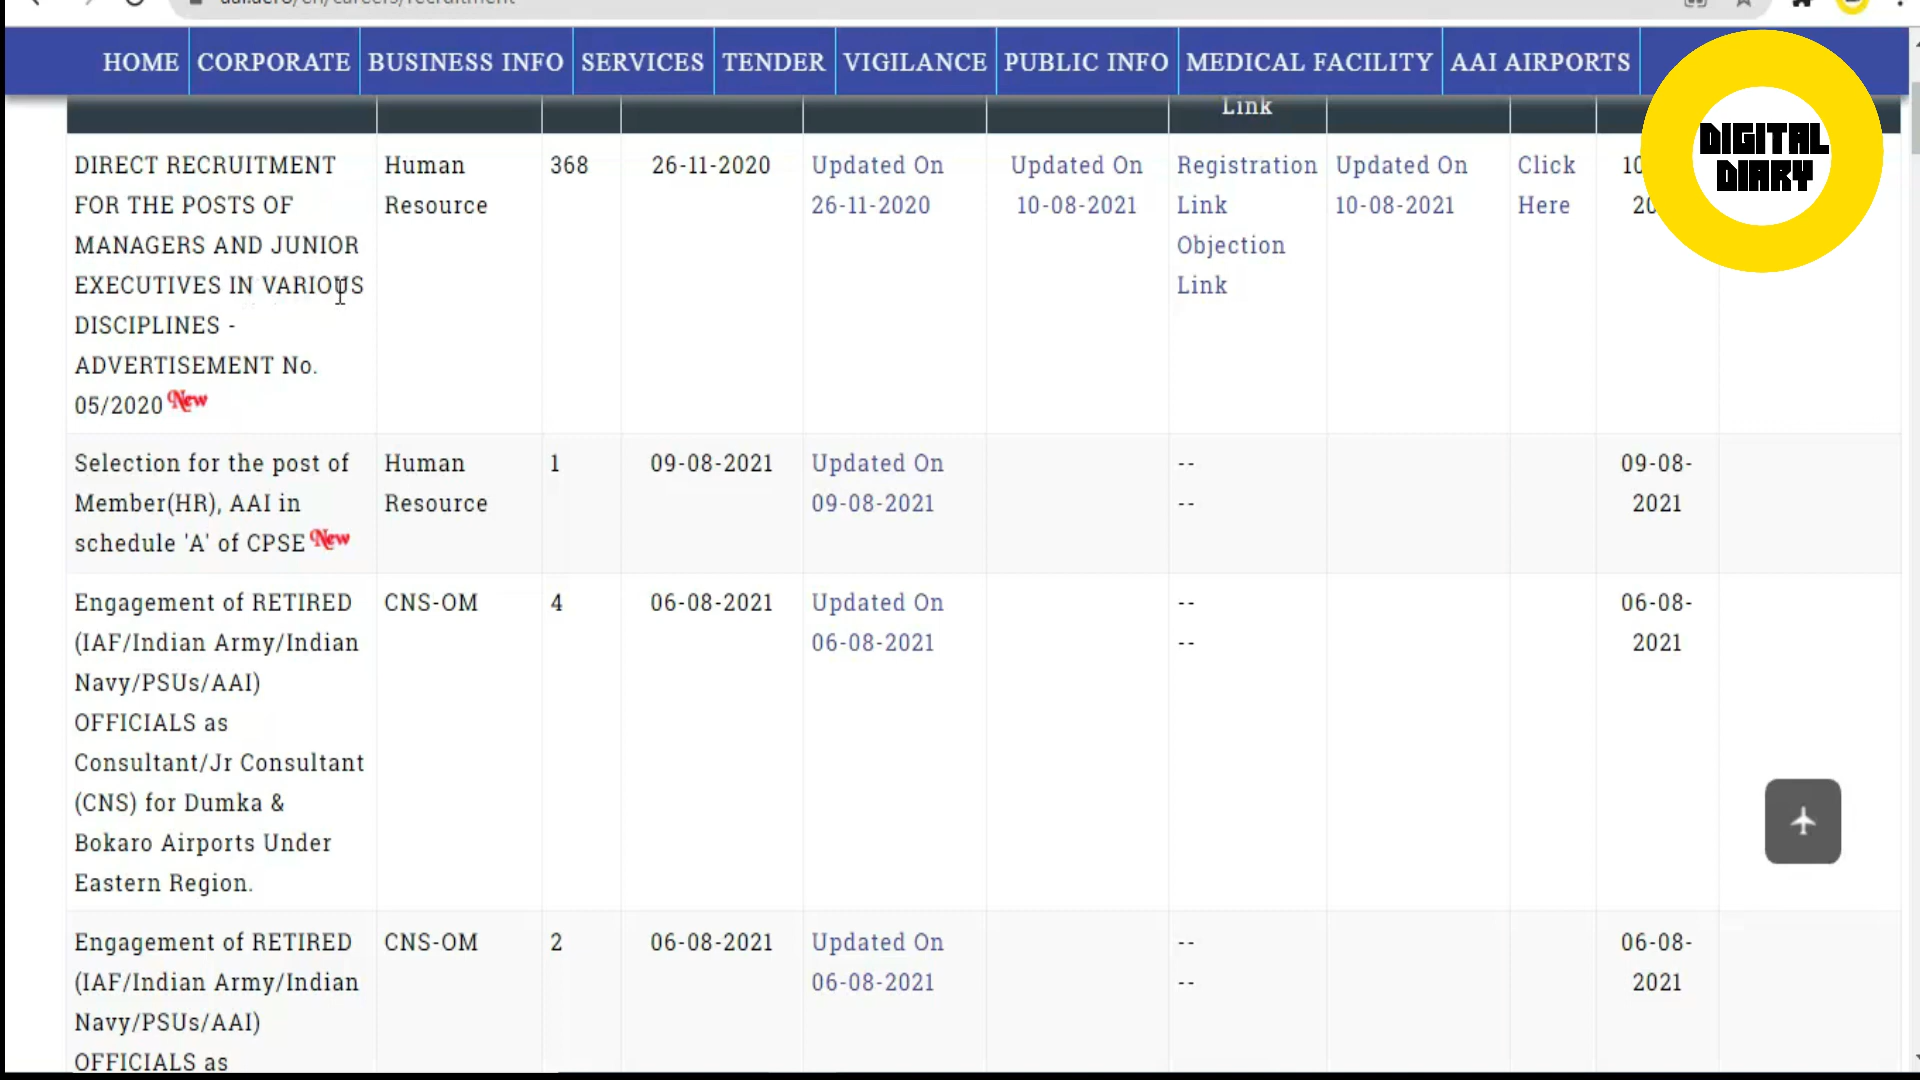 HOME CORPORATE BUSINESS INFO SERVICES TENDER VIGILANCE PUBLIC INFO MEDICAL FACILITY AAI AIRPORTS
DIGITAL
DIARY
Link
DIRECT RECRUITMENT Human 368 26-11-2020 Updated On Updated On Registration Updated On Click
FOR THE POSTS OF Resource 26-11-2020 10-08-2021 Link 10-08-2021 Here
MANAGERS AND JUNIOR Objection
EXECUTIVES IN VARIOUS Link
DISCIPLINES -
ADVERTISEMENT No.
05/2020 New
Selection for the post of Human 1 09-08-2021 Updated On -- 09-08-
Member(HR), AAI in Resource 09-08-2021 -- 2021
schedule 'A' of CPSE New
Engagement of RETIRED CNS-OM 4 06-08-2021 Updated On -- 06-08-
(IAF/Indian Army/Indian 06-08-2021 -- 2021
Navy/PSUs/AAI)
OFFICIALS as
Consultant/Jr Consultant
(CNS) for Dumka &
Bokaro Airports Under
Eastern Region.
Engagement of RETIRED CNS-OM 2 06-08-2021 Updated On -- 06-08-
(IAF/Indian Army/Indian 06-08-2021 -- 2021
Navy/PSUs/AAI)
OFFICIALS as